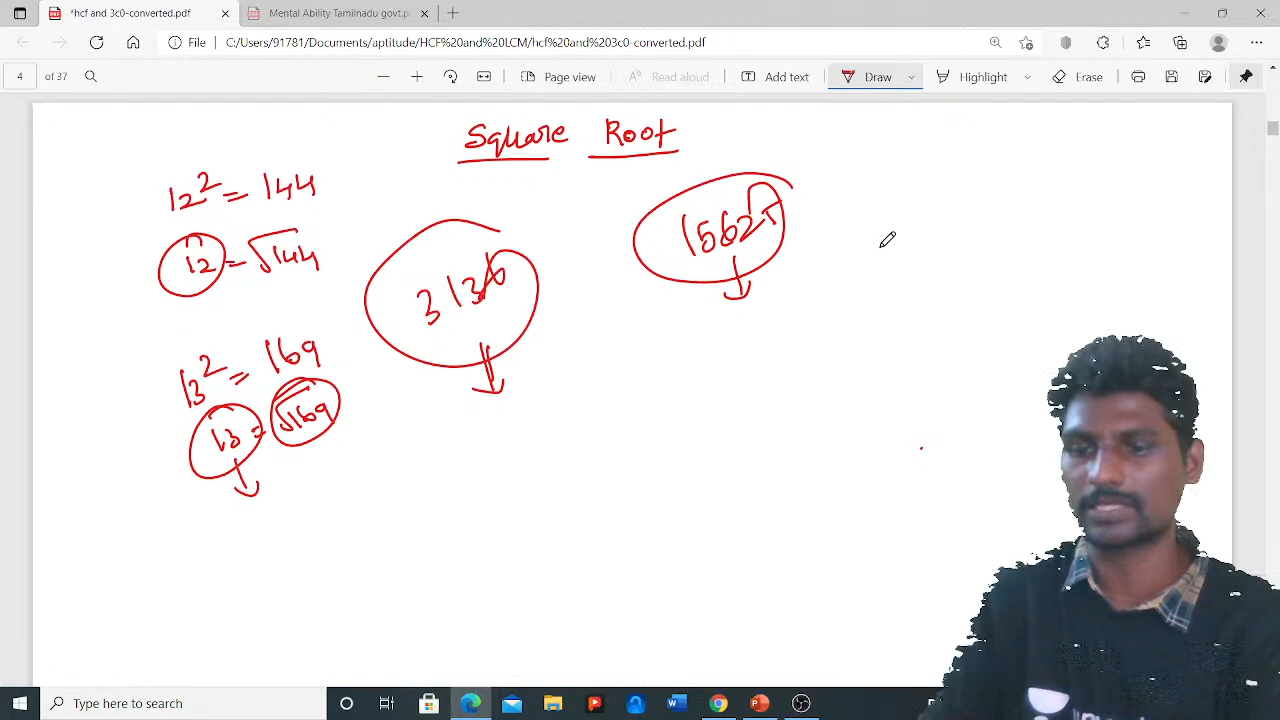 *hcf and 3c0-converted.pdf
Mental Ability Tamilnadu govt.pr
File
C:/Users/91781/Documents/aptitude/HCF%20and%20LCM/hcf%20and%203c0-converted.pdf
4 of 37
Page view
Read aloud
Add text
Draw
Highlight
Erase
Square Root
12² = 144
12 = √144
13² = 169
13 = √169
3136
15625
Type here to search